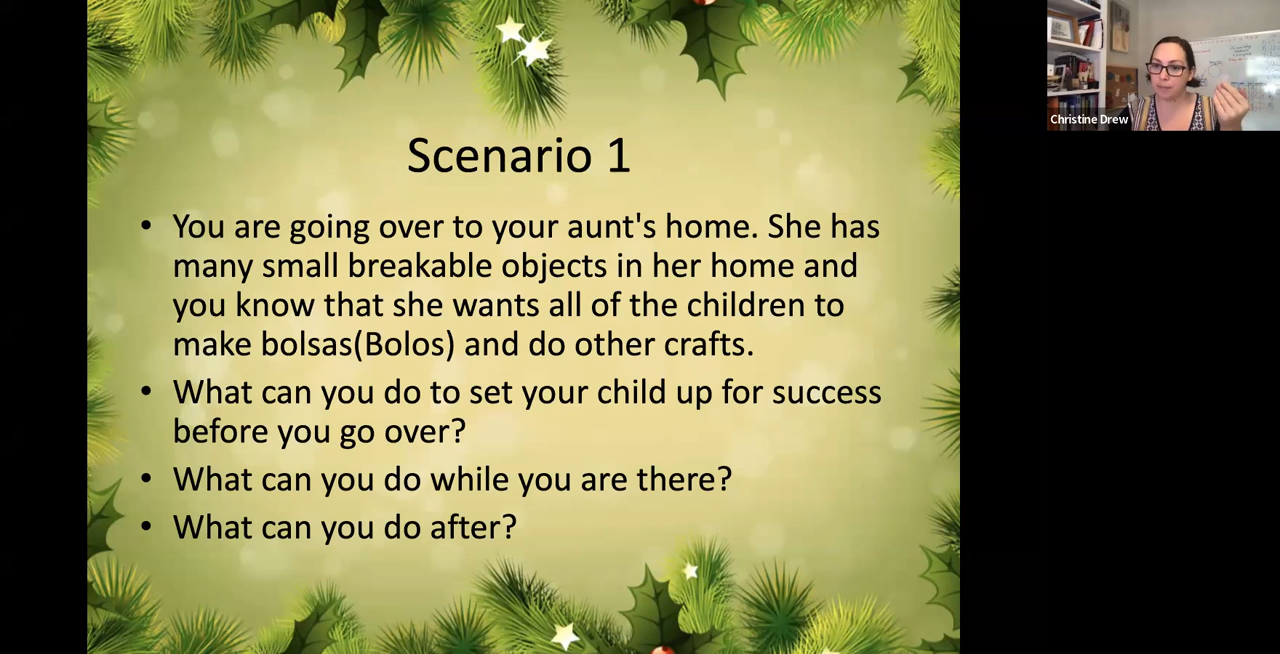 Scenario 1
• You are going over to your aunt's home. She has
many small breakable objects in her home and
you know that she wants all of the children to
make bolsas(Bolos) and do other crafts.
• What can you do to set your child up for success
before you go over?
• What can you do while you are there?
• What can you do after?
Christine Drew